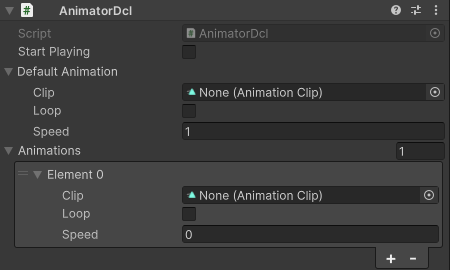 AnimatorDcl
Script AnimatorDcl
Start Playing
Default Animation
Clip None (Animation Clip)
Loop
Speed 1
Animations 1
Element 0
Clip None (Animation Clip)
Loop
Speed 0
+ -